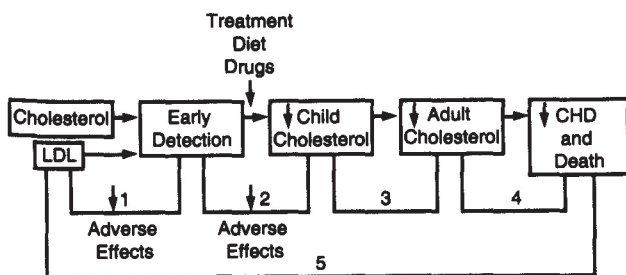 Treatment
Diet
Drugs
Cholesterol
LDL
Early
Detection
↓ Child
Cholesterol
↓ Adult
Cholesterol
↓ CHD
and
Death
1
Adverse
Effects
2
Adverse
Effects
3
4
5